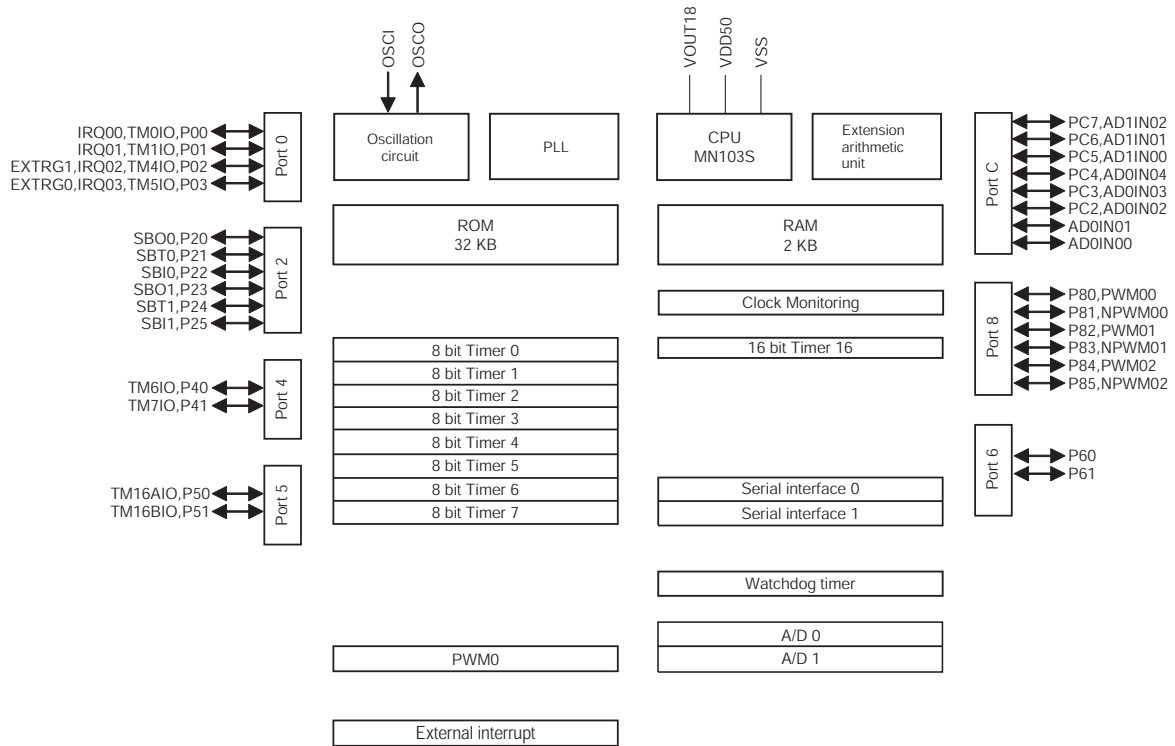 OSCI
OSCO
VOUT18
VDD50
VSS
IRQ00,TM0IO,P00
IRQ01,TM1IO,P01
EXTRG1,IRQ02,TM4IO,P02
EXTRG0,IRQ03,TM5IO,P03
Port 0
Oscillation
circuit
PLL
CPU
MN103S
Extension
arithmetic
unit
Port C
PC7,AD1IN02
PC6,AD1IN01
PC5,AD1IN00
PC4,AD0IN04
PC3,AD0IN03
PC2,AD0IN02
AD0IN01
AD0IN00
ROM
32 KB
RAM
2 KB
SBO0,P20
SBT0,P21
SBI0,P22
SBO1,P23
SBT1,P24
SBI1,P25
Port 2
Clock Monitoring
16 bit Timer 16
Port 8
P80,PWM00
P81,NPWM00
P82,PWM01
P83,NPWM01
P84,PWM02
P85,NPWM02
TM6IO,P40
TM7IO,P41
Port 4
8 bit Timer 0
8 bit Timer 1
8 bit Timer 2
8 bit Timer 3
8 bit Timer 4
8 bit Timer 5
8 bit Timer 6
8 bit Timer 7
Port 6
P60
P61
TM16AIO,P50
TM16BIO,P51
Port 5
Serial interface 0
Serial interface 1
Watchdog timer
A/D 0
A/D 1
PWM0
External interrupt